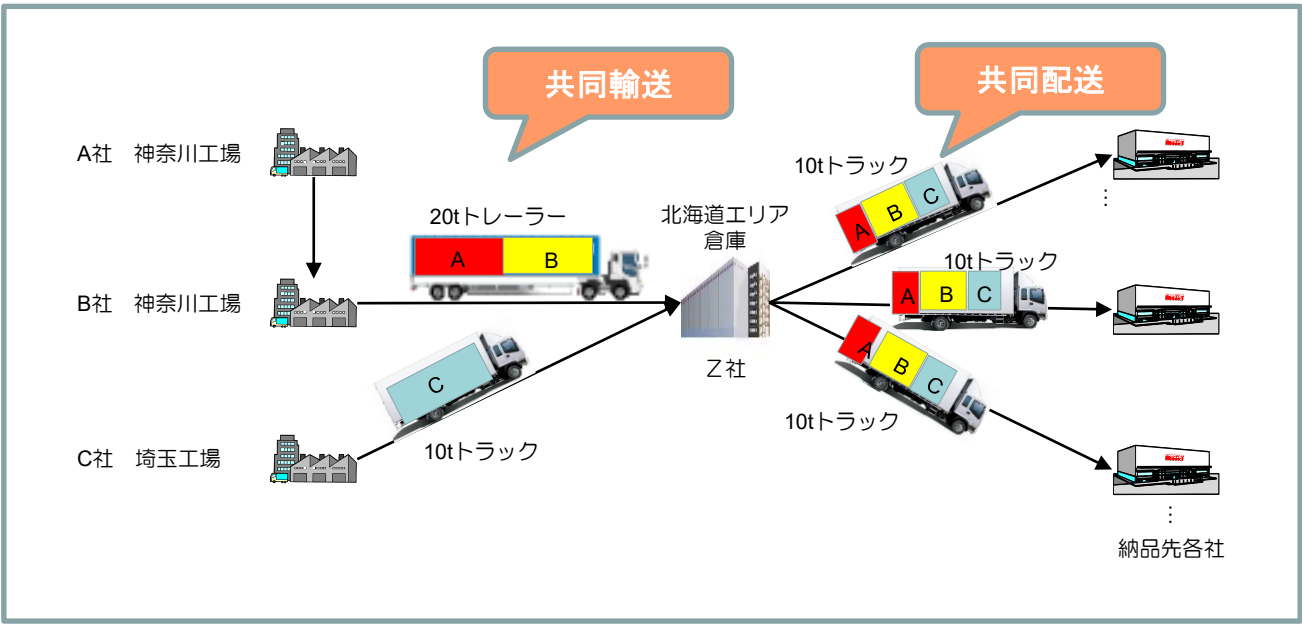 共同輸送
共同配送
A社 神奈川工場
10tトラック
20tトレーラー
A B
北海道エリア
倉庫
A B C
⋮
B社 神奈川工場
10tトラック
A B C
C
Z社
A B C
10tトラック
C社 埼玉工場
10tトラック
⋮
納品先各社